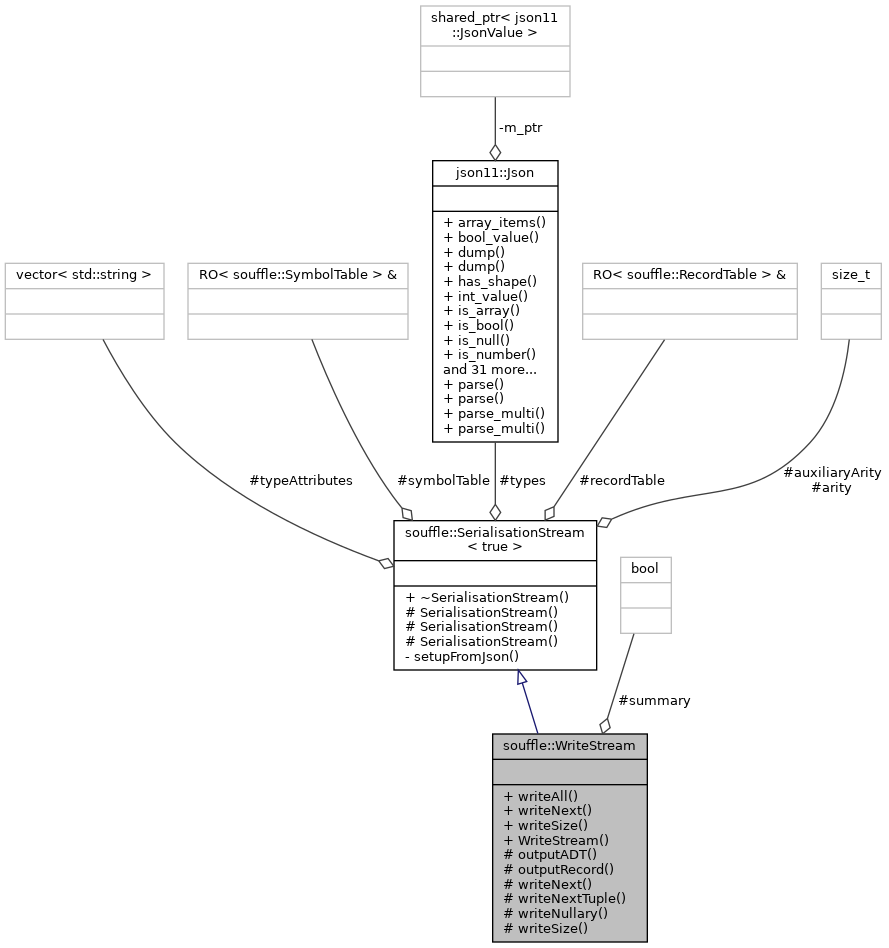 shared_ptr< json11
::JsonValue >
-m_ptr
json11::Json
+ array_items()
+ bool_value()
+ dump()
+ dump()
+ has_shape()
+ int_value()
+ is_array()
+ is_bool()
+ is_null()
+ is_number()
and 31 more...
+ parse()
+ parse()
+ parse_multi()
+ parse_multi()
vector< std::string >
RO< souffle::SymbolTable > &
RO< souffle::RecordTable > &
size_t
#typeAttributes
#symbolTable
#types
#recordTable
#auxiliaryArity
#arity
souffle::SerialisationStream
< true >
+ ~SerialisationStream()
# SerialisationStream()
# SerialisationStream()
# SerialisationStream()
- setupFromJson()
bool
#summary
souffle::WriteStream
+ writeAll()
+ writeNext()
+ writeSize()
+ WriteStream()
# outputADT()
# outputRecord()
# writeNext()
# writeNextTuple()
# writeNullary()
# writeSize()